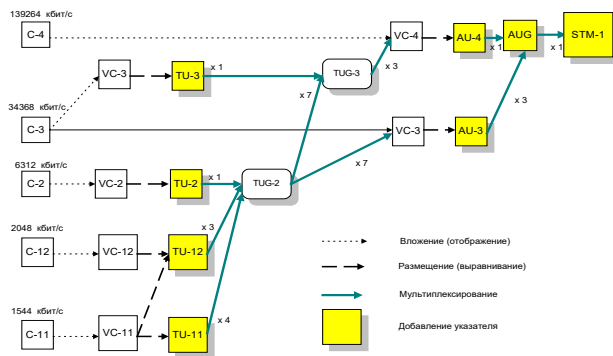 139264 кбит/с
C-4
VC-4
AU-4
x 1
AUG
x 1
STM-1
VC-3
TU-3
x 1
TUG-3
x 3
x 7
x 3
34368 кбит/с
C-3
VC-3
AU-3
6312 кбит/с
C-2
VC-2
TU-2
x 1
TUG-2
x 7
2048 кбит/с
C-12
VC-12
TU-12
x 3
1544 кбит/с
C-11
VC-11
TU-11
x 4
Вложение (отображение)
Размещение (выравнивание)
Мультиплексирование
Добавление указателя